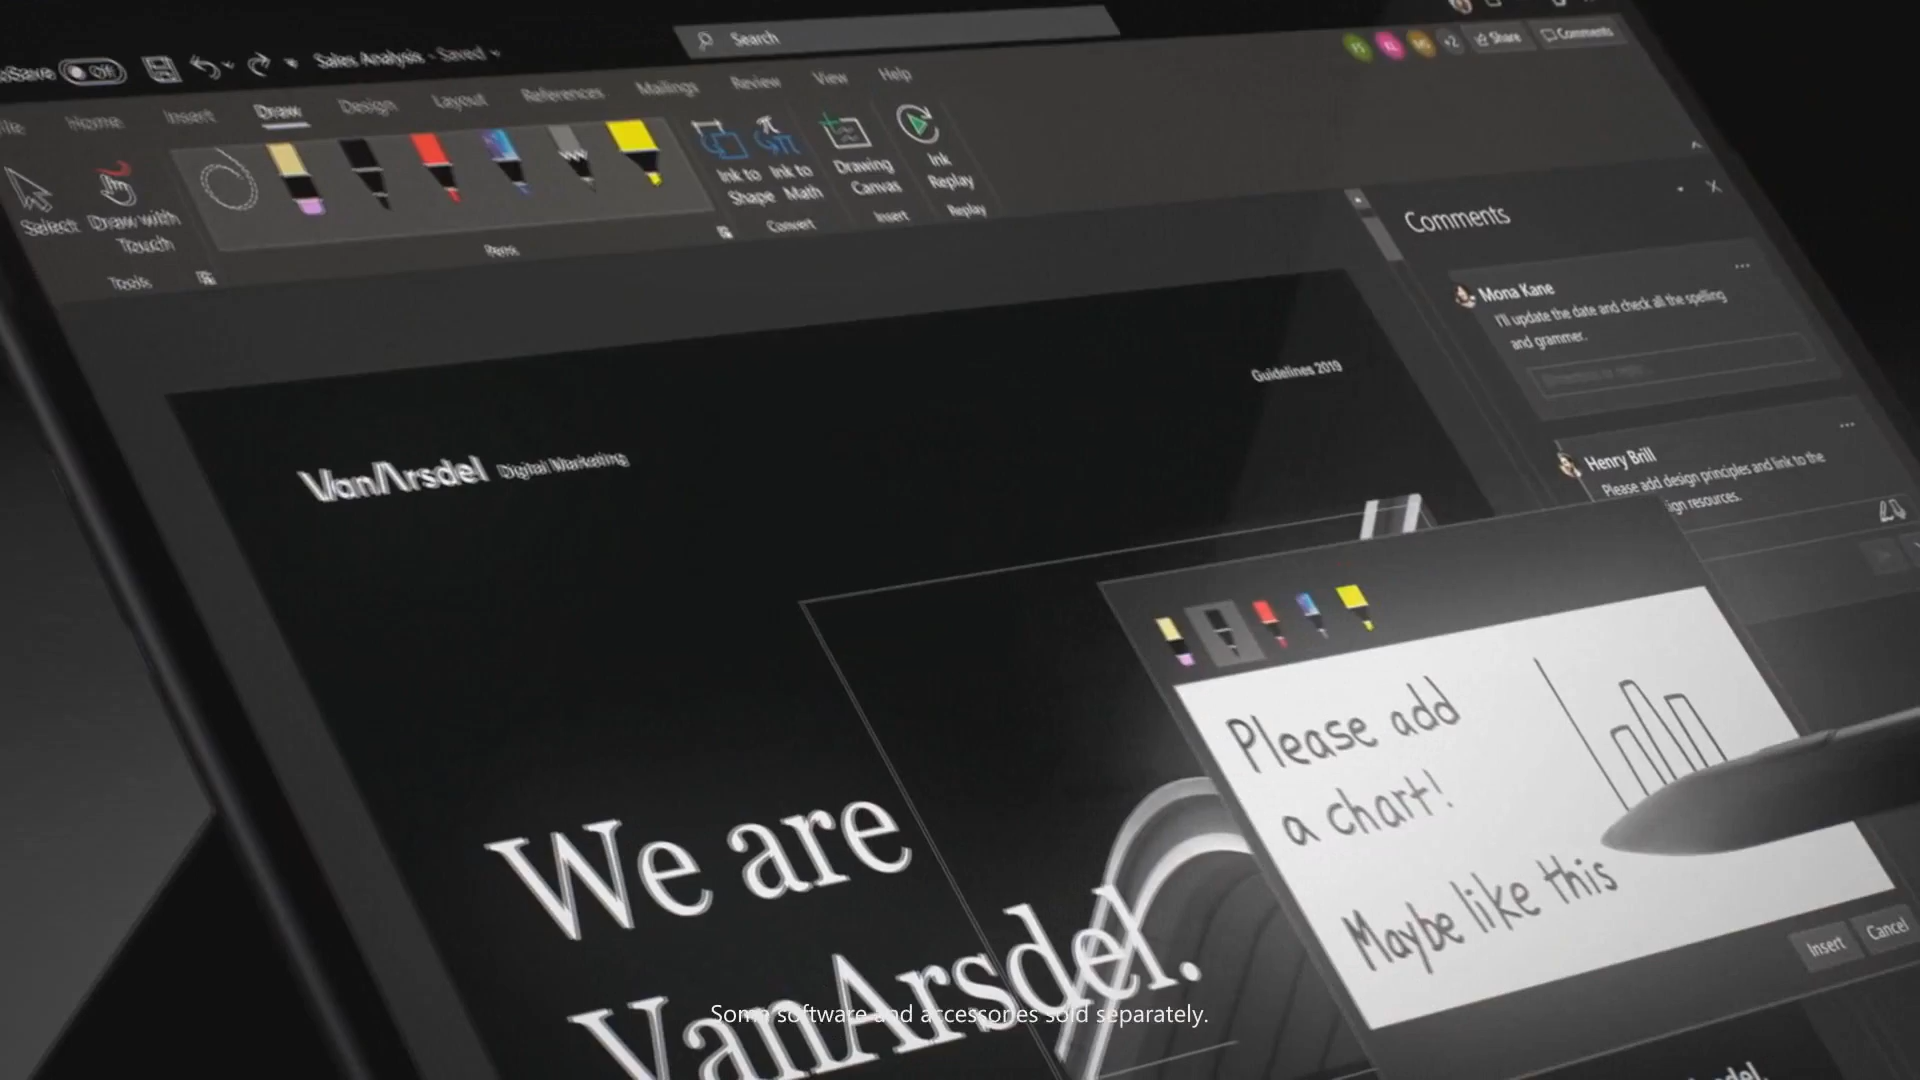 Off
Sales Analysis - Saved
Search
+2
Share
Comments
Home
Insert
Draw
Design
Layout
References
Mailings
Review
View
Help
Select
Draw with
Touch
Tools
Pens
Ink to
Shape
Ink to
Math
Convert
Drawing
Canvas
Insert
Ink
Replay
Replay
Comments
Mona Kane
I'll update the date and check all the spelling
and grammer.
Henry Brill
Please add design principles and link to the
ign resources.
Guidelines 2019
VanArsdel Digital Marketing
We are
VanArsdel.
Please add
a chart!
Maybe like this
Insert
Cancel
Some software and accessories sold separately.